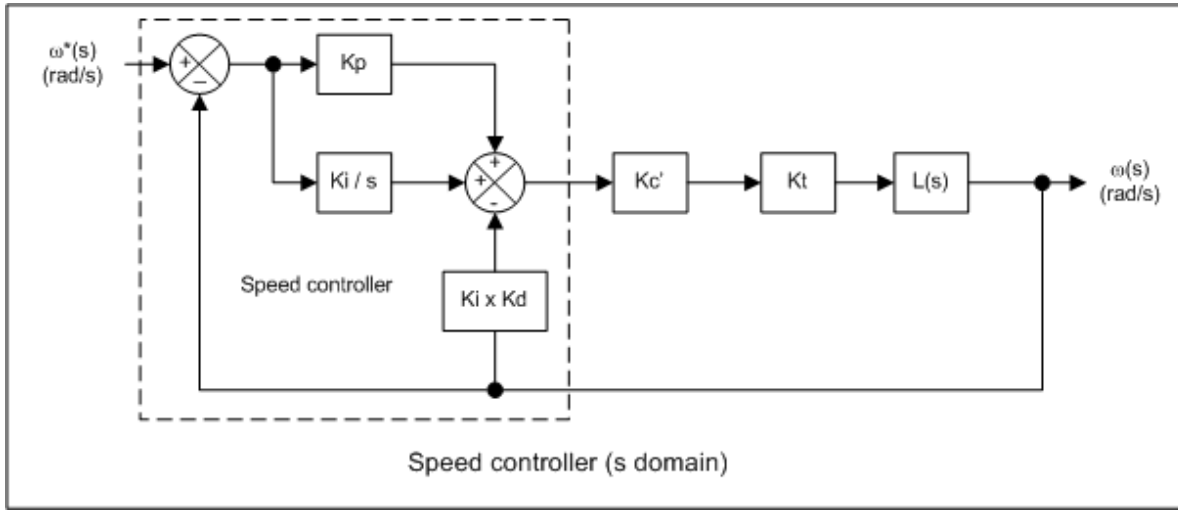 ω*(s)
(rad/s)
+
−
Kp
Ki / s
+
+
-
Kc'
Kt
L(s)
ω(s)
(rad/s)
Speed controller
Ki x Kd
Speed controller (s domain)